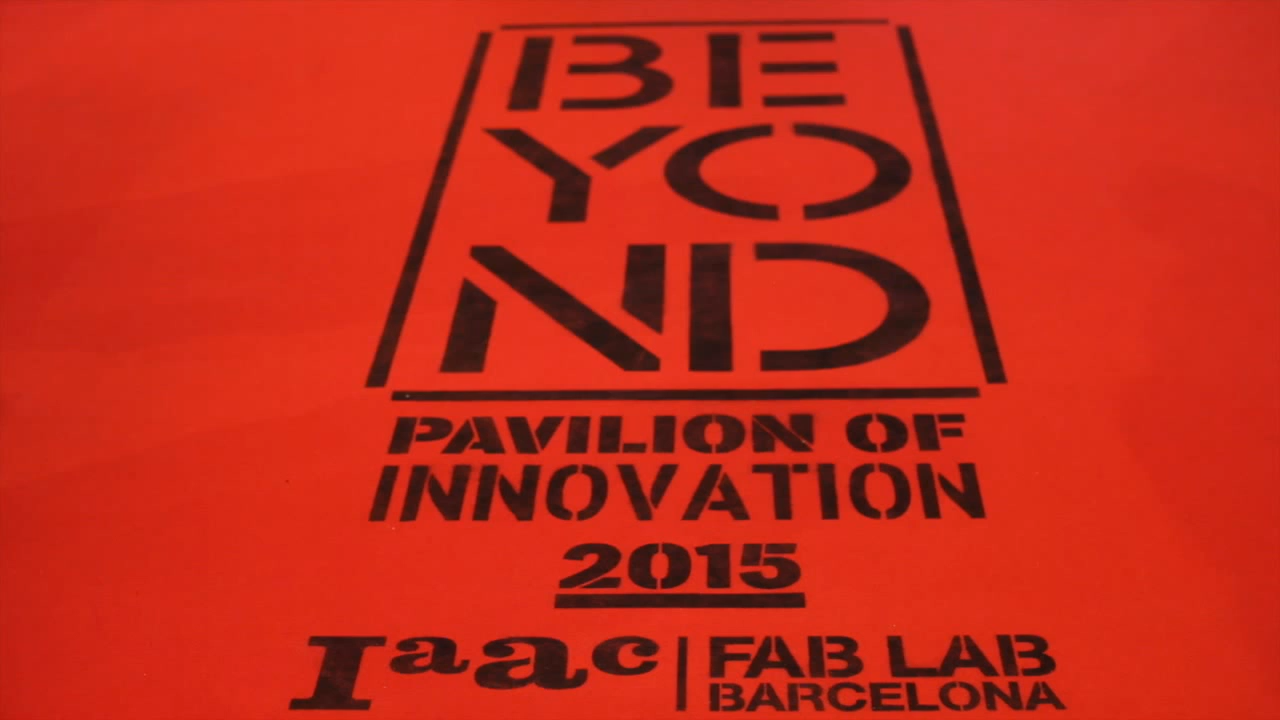 BE
YO
ND
PAVILION OF
INNOVATION
2015
Iaac | FAB LAB
BARCELONA